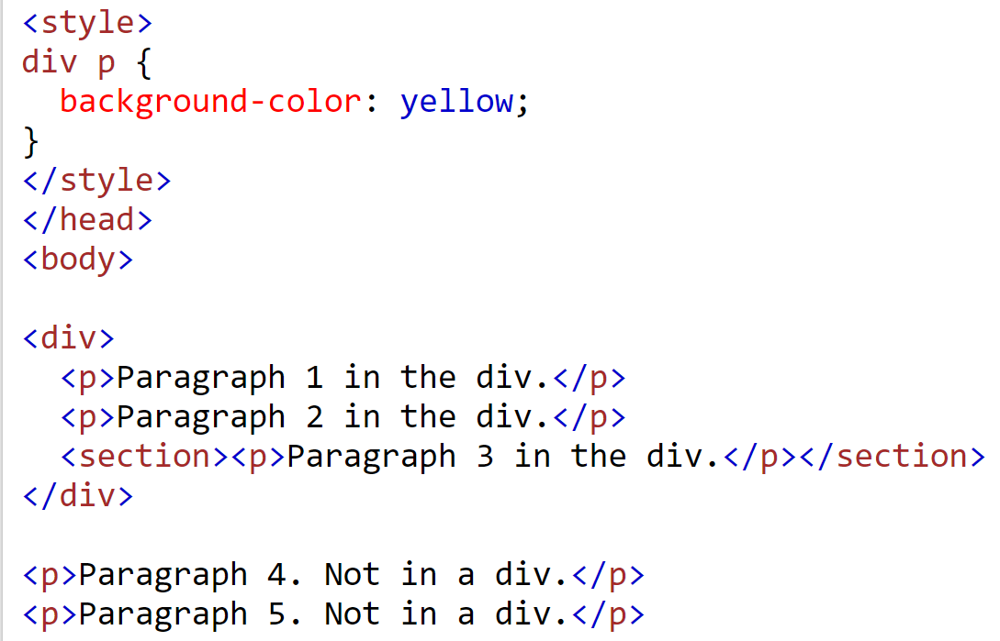 <style>
div p {
  background-color: yellow;
}
</style>
</head>
<body>

<div>
  <p>Paragraph 1 in the div.</p>
  <p>Paragraph 2 in the div.</p>
  <section><p>Paragraph 3 in the div.</p></section>
</div>

<p>Paragraph 4. Not in a div.</p>
<p>Paragraph 5. Not in a div.</p>